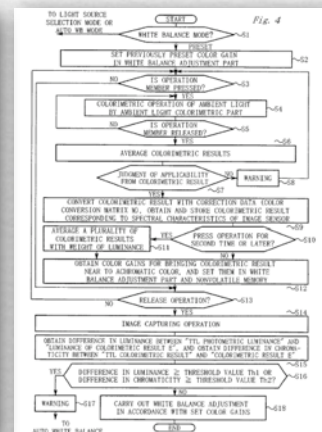 TO LIGHT SOURCE
SELECTION MODE OR
AUTO WB MODE
START
Fig. 4
WHITE BALANCE MODE?
S1
PRESET
S2
SET PREVIOUSLY PRESET COLOR GAIN
IN WHITE BALANCE ADJUSTMENT PART
NO
IS OPERATION
MEMBER PRESSED?
S3
YES
S4
COLORIMETRIC OPERATION OF AMBIENT LIGHT
BY AMBIENT LIGHT COLORIMETRIC PART
NO
IS OPERATION
MEMBER RELEASED?
S5
YES
S6
AVERAGE COLORIMETRIC RESULTS
JUDGMENT OF APPLICABILITY
FROM COLORIMETRIC RESULT
NO
WARNING
YES
S7
S8
CONVERT COLORIMETRIC RESULT WITH CORRECTION DATA (COLOR
CONVERSION MATRIX M), OBTAIN AND STORE COLORIMETRIC RESULT
CORRESPONDING TO SPECTRAL CHARACTERISTICS OF IMAGE SENSOR
S9
AVERAGE A PLURALITY OF
COLORIMETRIC RESULTS
WITH WEIGHT OF LUMINANCE
YES
PRESS OPERATION FOR
SECOND TIME OR LATER?
S10
S11
NO
OBTAIN COLOR GAINS FOR BRINGING COLORIMETRIC RESULT
NEAR TO ACHROMATIC COLOR, AND SET THEM IN WHITE
BALANCE ADJUSTMENT PART AND NONVOLATILE MEMORY
S12
NO
RELEASE OPERATION?
S13
YES
S14
IMAGE CAPTURING OPERATION
OBTAIN DIFFERENCE IN LUMINANCE BETWEEN "TTL PHOTOMETRIC LUMINANCE" AND
"LUMINANCE OF COLORIMETRIC RESULT E", AND OBTAIN DIFFERENCE IN CHROMA-
TICITY BETWEEN "TTL COLORIMETRIC RESULT" AND "COLORIMETRIC RESULT E"
S15
YES
DIFFERENCE IN LUMINANCE ≥ THRESHOLD VALUE Th1 OR
DIFFERENCE IN CHROMATICITY ≥ THRESHOLD VALUE Th2?
S16
NO
WARNING
S17
CARRY OUT WHITE BALANCE ADJUSTMENT
IN ACCORDANCE WITH SET COLOR GAINS
S18
TO
AUTO WHITE BALANCE
END